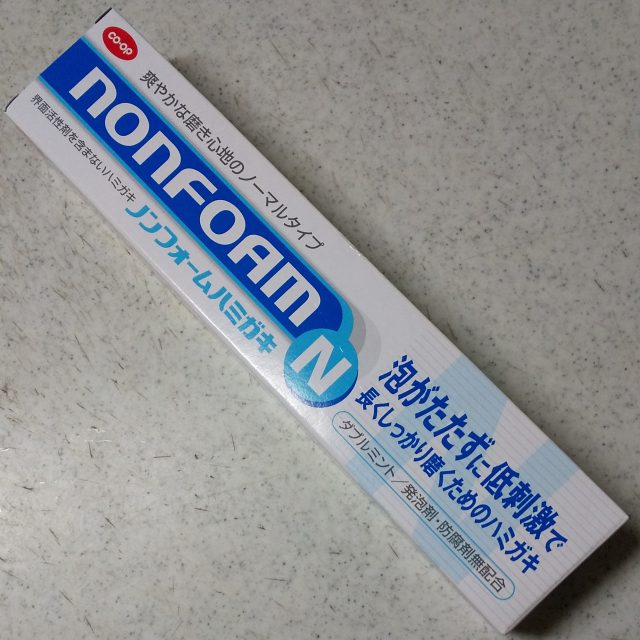 CO・OP
爽やかな磨き心地のノーマルタイプ
nonFOAM
N
界面活性剤を含まないハミガキ
ノンフォームハミガキ
泡がたたずに低刺激で
長くしっかり磨くためのハミガキ
ダブルミント／発泡剤・防腐剤無配合